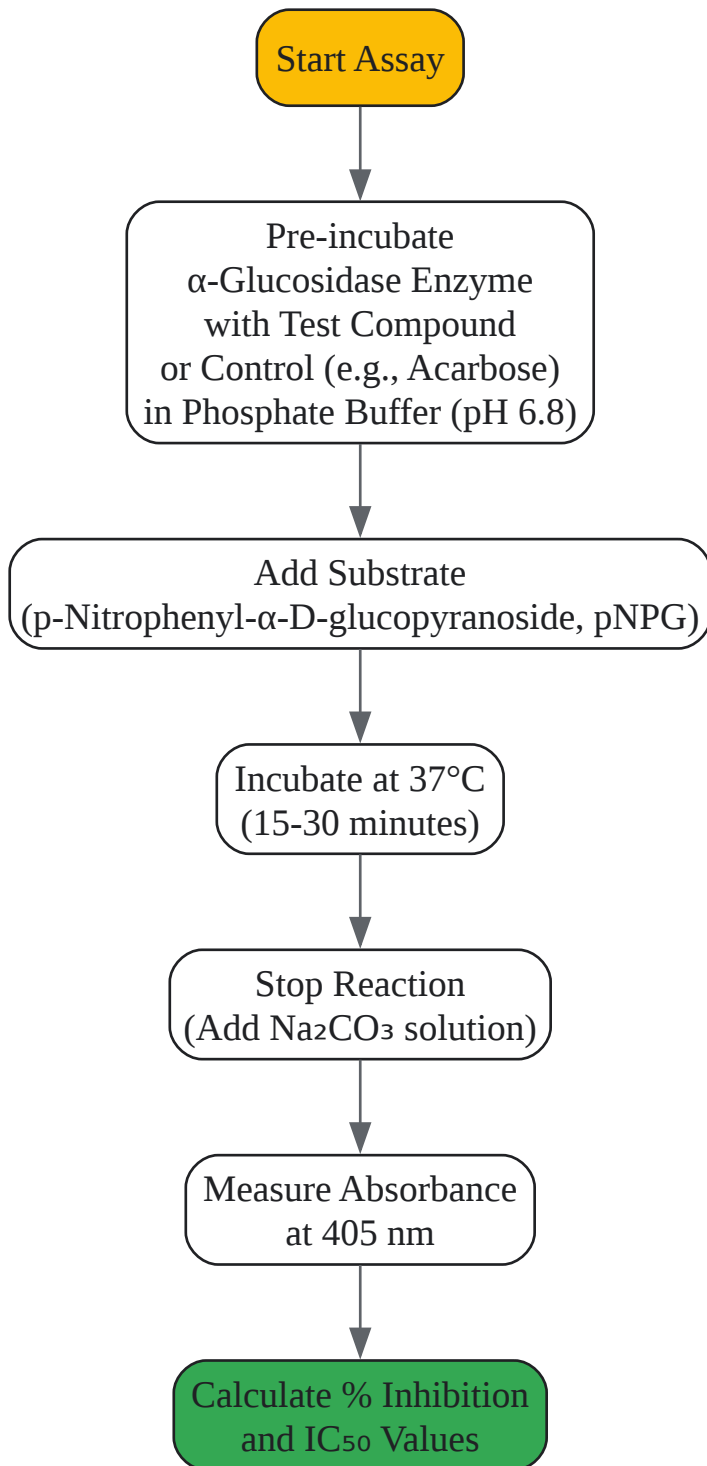 Start Assay
Pre-incubate
α-Glucosidase Enzyme
with Test Compound
or Control (e.g., Acarbose)
in Phosphate Buffer (pH 6.8)
Add Substrate
(p-Nitrophenyl-α-D-glucopyranoside, pNPG)
Incubate at 37°C
(15-30 minutes)
Stop Reaction
(Add Na₂CO₃ solution)
Measure Absorbance
at 405 nm
Calculate % Inhibition
and IC₅₀ Values